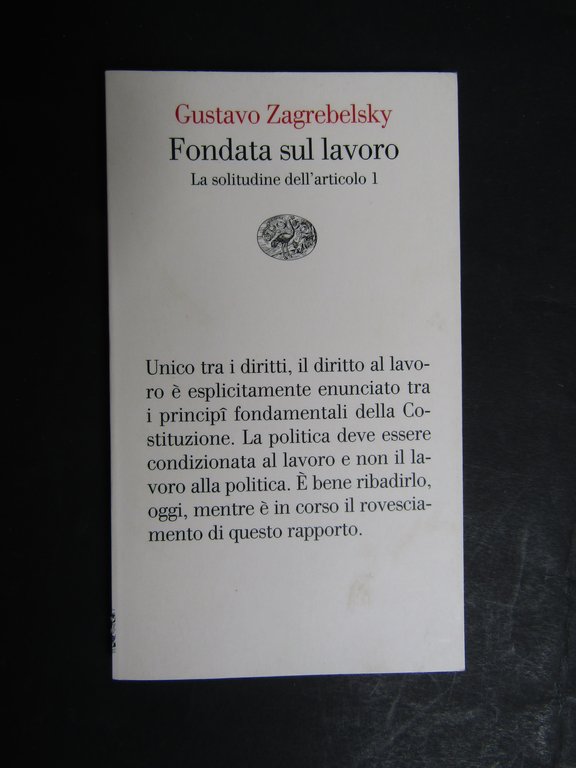 Gustavo Zagrebelsky
Fondata sul lavoro
La solitudine dell'articolo 1
Unico tra i diritti, il diritto al lavo-
ro è esplicitamente enunciato tra
i principî fondamentali della Co-
stituzione. La politica deve essere
condizionata al lavoro e non il la-
voro alla politica. È bene ribadirlo,
oggi, mentre è in corso il rovescia-
mento di questo rapporto.